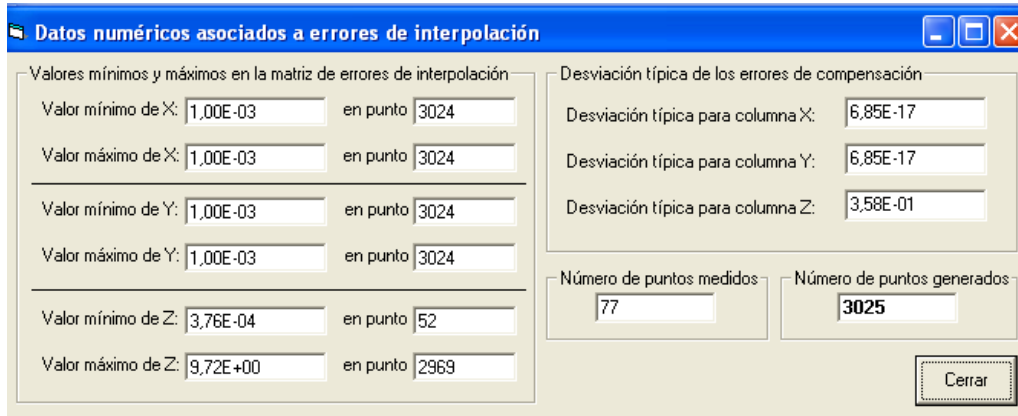 Datos numéricos asociados a errores de interpolación
Valores mínimos y máximos en la matriz de errores de interpolación
Valor mínimo de X: 1,00E-03 en punto 3024
Valor máximo de X: 1,00E-03 en punto 3024
Valor mínimo de Y: 1,00E-03 en punto 3024
Valor máximo de Y: 1,00E-03 en punto 3024
Valor mínimo de Z: 3,76E-04 en punto 52
Valor máximo de Z: 9,72E+00 en punto 2969
Desviación típica de los errores de compensación
Desviación típica para columna X: 6,85E-17
Desviación típica para columna Y: 6,85E-17
Desviación típica para columna Z: 3,58E-01
Número de puntos medidos
77
Número de puntos generados
3025
Cerrar